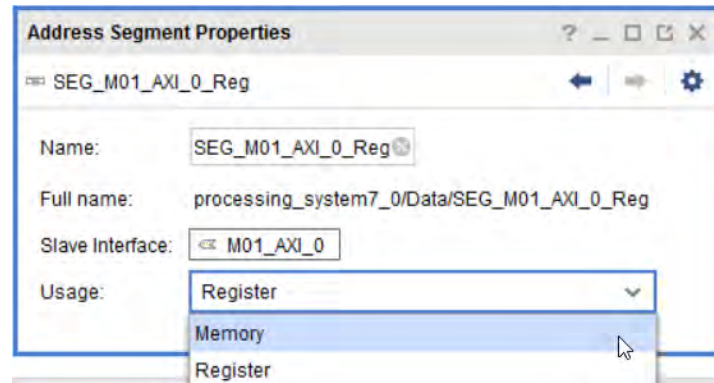 Address Segment Properties
SEG_M01_AXI_0_Reg
Name: SEG_M01_AXI_0_Reg
Full name: processing_system7_0/Data/SEG_M01_AXI_0_Reg
Slave Interface: M01_AXI_0
Usage: Register
Memory
Register